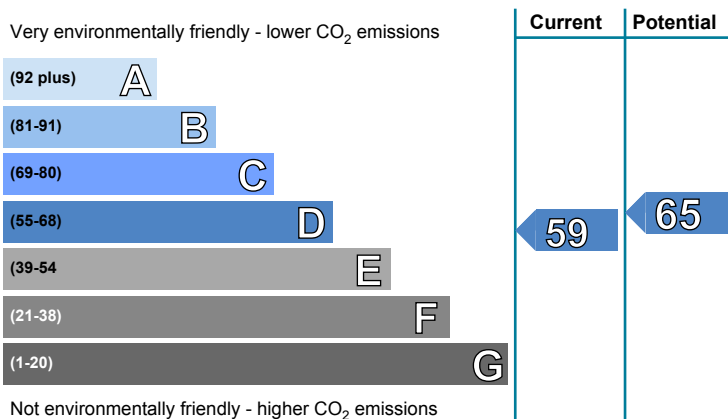 Current Potential
Very environmentally friendly - lower CO2 emissions
(92 plus) A
(81-91) B
(69-80) C
(55-68) D
59 65
(39-54 E
(21-38) F
(1-20) G
Not environmentally friendly - higher CO2 emissions